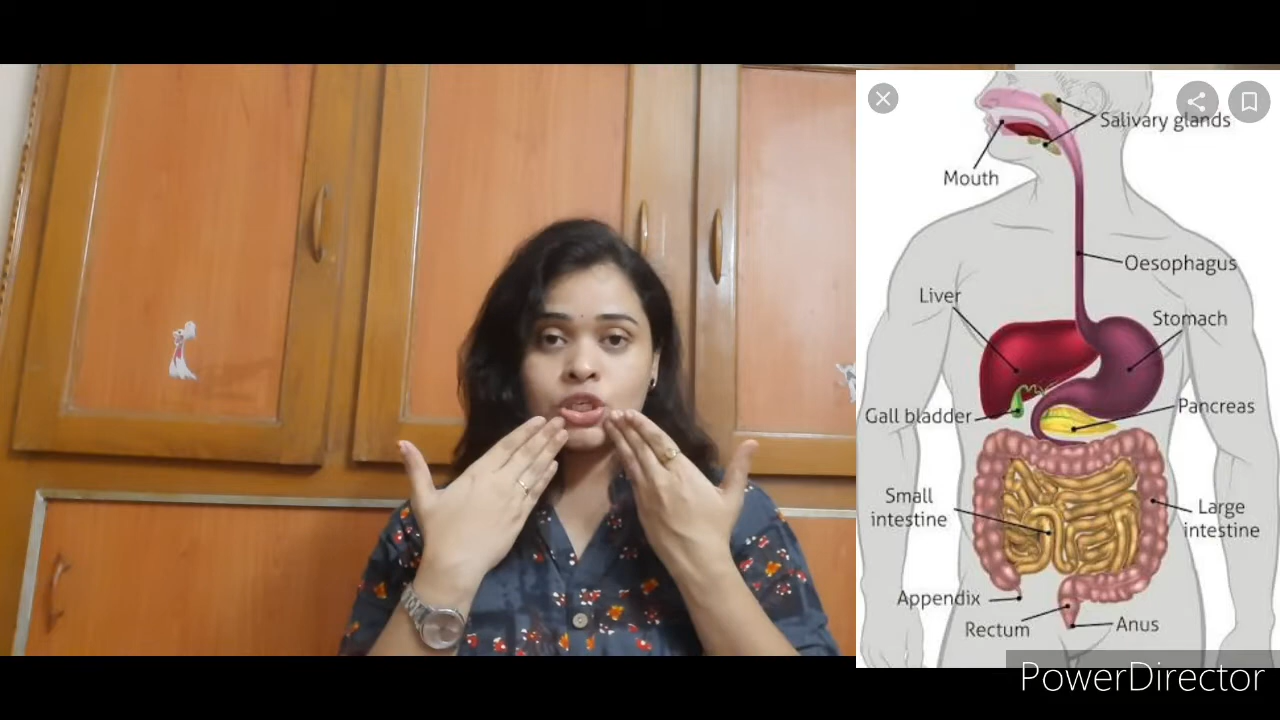 Salivary glands
Mouth
Oesophagus
Liver
Stomach
Gall bladder
Pancreas
Small
intestine
Large
intestine
Appendix
Rectum
Anus
PowerDirector